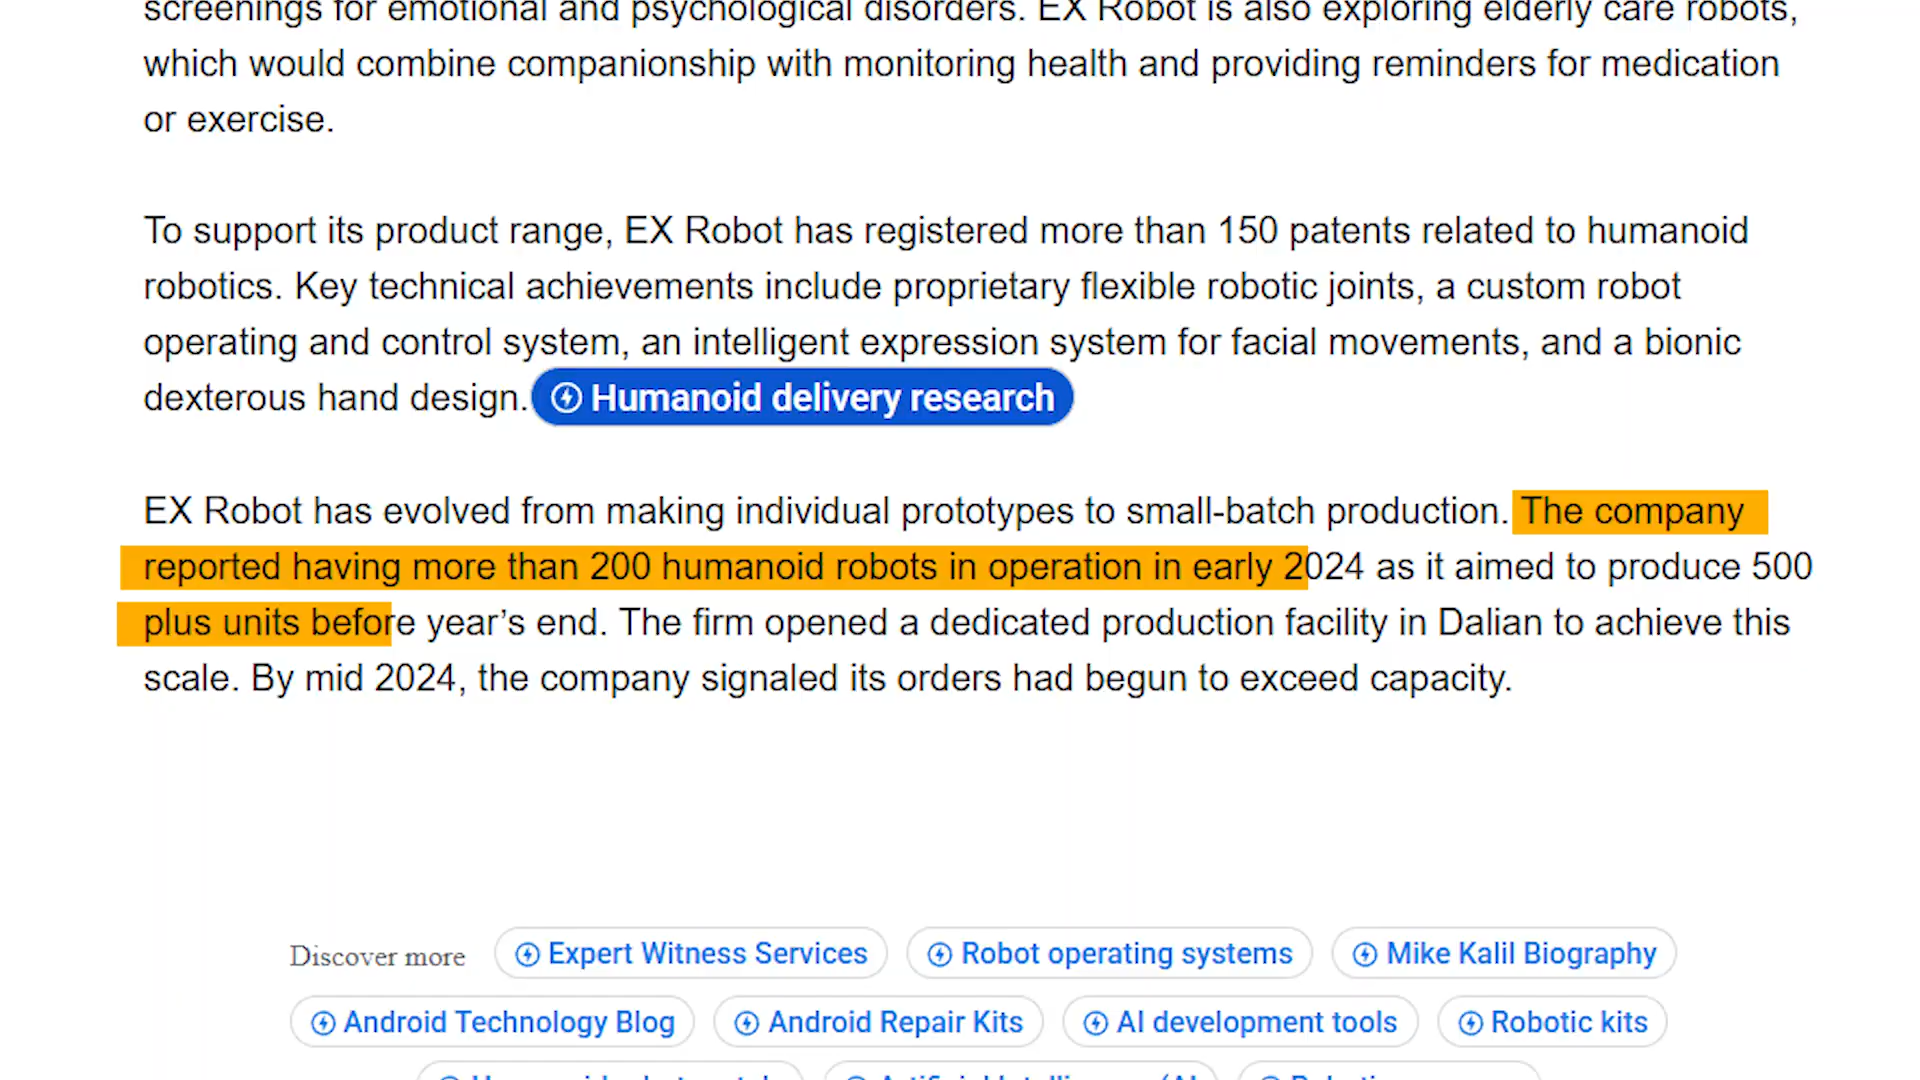 screenings for emotional and psychological disorders. EX Robot is also exploring elderly care robots,
which would combine companionship with monitoring health and providing reminders for medication
or exercise.
To support its product range, EX Robot has registered more than 150 patents related to humanoid
robotics. Key technical achievements include proprietary flexible robotic joints, a custom robot
operating and control system, an intelligent expression system for facial movements, and a bionic
dexterous hand design. Humanoid delivery research
EX Robot has evolved from making individual prototypes to small-batch production. The company
reported having more than 200 humanoid robots in operation in early 2024 as it aimed to produce 500
plus units before year’s end. The firm opened a dedicated production facility in Dalian to achieve this
scale. By mid 2024, the company signaled its orders had begun to exceed capacity.
Discover more Expert Witness Services Robot operating systems Mike Kalil Biography
Android Technology Blog Android Repair Kits AI development tools Robotic kits